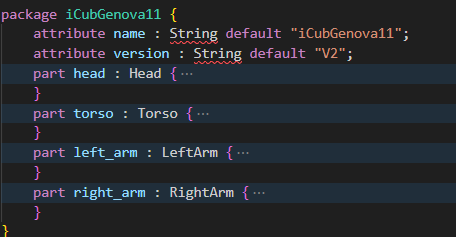 package iCubGenova11 {
attribute name : String default "iCubGenova11";
attribute version : String default "V2";
part head : Head {···
}
part torso : Torso {···
}
part left_arm : LeftArm {···
}
part right_arm : RightArm {···
}
}